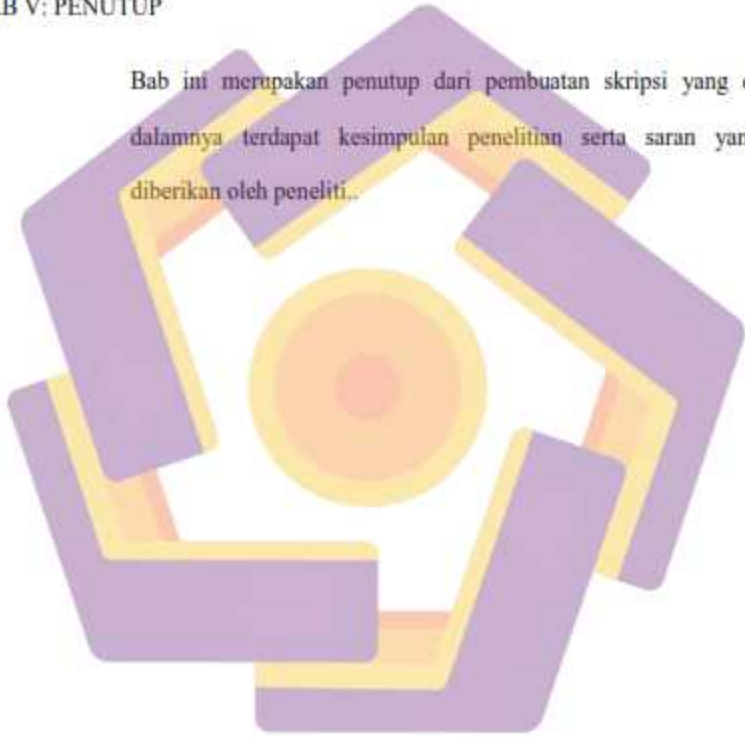 B V: PENUTUP
Bab ini merupakan penutup dari pembuatan skripsi yang
dalamnya terdapat kesimpulan penelitian serta saran
diberikan oleh peneliti..